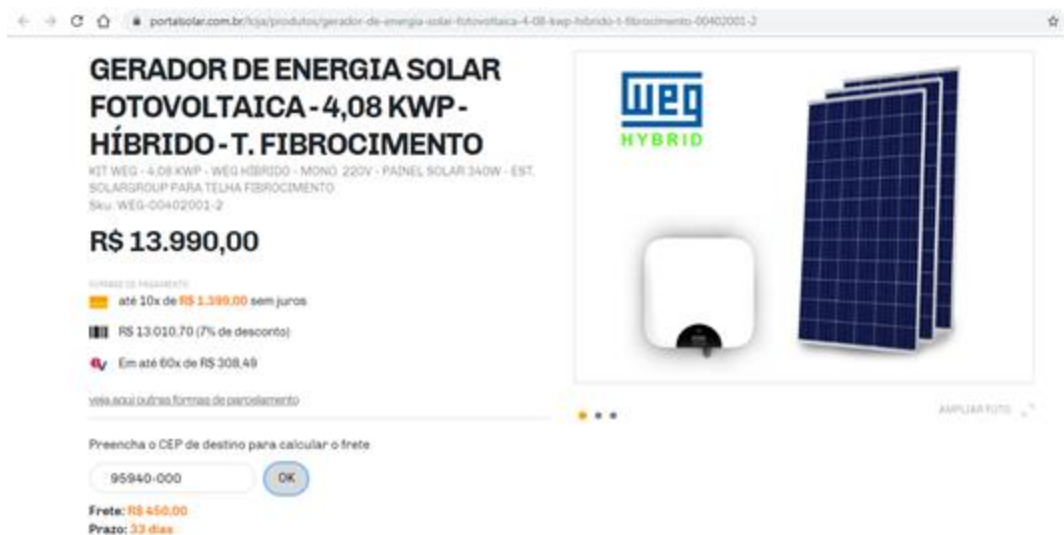 portalsolar.com.br/loja/produtos/gerador-de-energia-solar-fotovoltaica-4-08-kwp-hibrido-t-fibrocimento-00402001-2
GERADOR DE ENERGIA SOLAR
FOTOVOLTAICA - 4,08 KWP -
HÍBRIDO - T. FIBROCIMENTO
KIT WEG - 4,08 KWP - WEG HÍBRIDO - MONO 220V - PAINEL SOLAR 340W - EST.
SOLARGROUP PARA TELHA FIBROCIMENTO
Sku: WEG-00402001-2
R$ 13.990,00
FORMAS DE PAGAMENTO
até 10x de R$ 1.399,00 sem juros
R$ 13.010,70 (7% de desconto)
BV Em até 60x de R$ 308,49
veja aqui outras formas de parcelamento
Preencha o CEP de destino para calcular o frete
95940-000 OK
Frete: R$ 450,00
Prazo: 33 dias
WEG
HYBRID
AMPLIAR FOTO